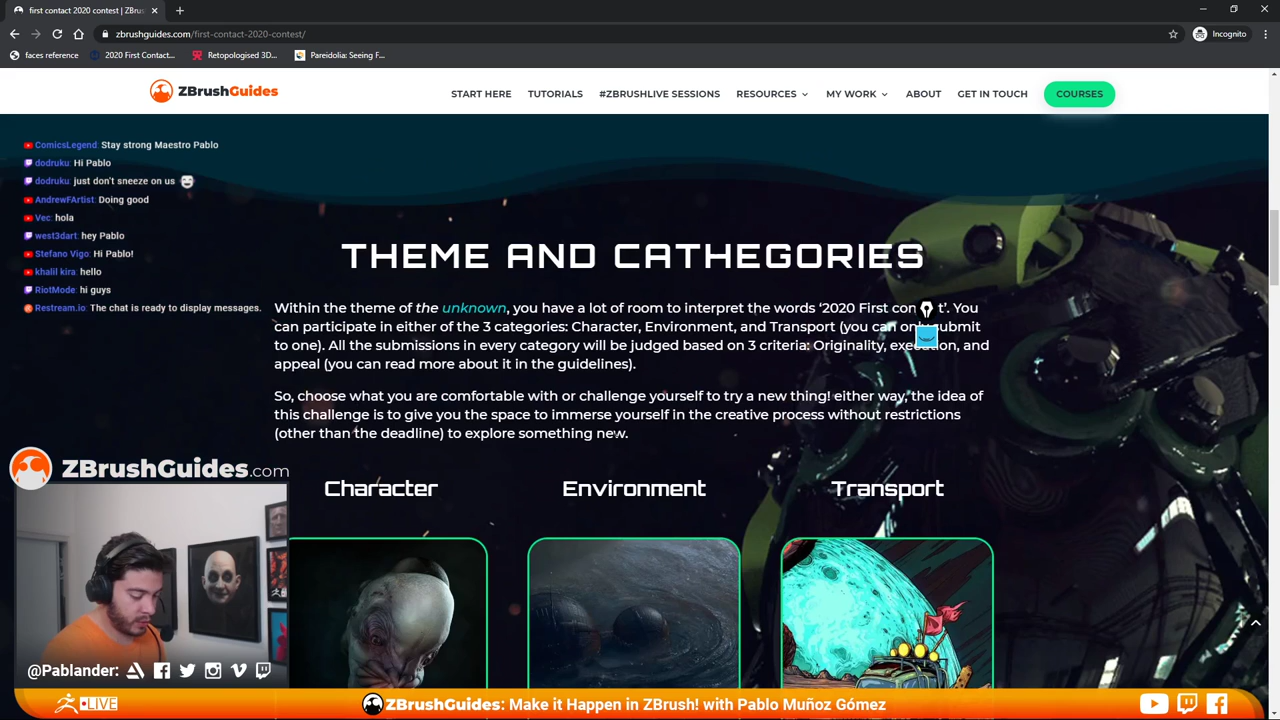 first contact 2020 contest | ZBrus
zbrushguides.com/first-contact-2020-contest/
Incognito
faces reference
2020 First Contact...
Retopologised 3D...
Pareidolia: Seeing F...
ZBrushGuides
START HERE
TUTORIALS
#ZBRUSHLIVE SESSIONS
RESOURCES
MY WORK
ABOUT
GET IN TOUCH
COURSES
ComicsLegend: Stay strong Maestro Pablo
dodruku: Hi Pablo
dodruku: just don't sneeze on us
AndrewFArtist: Doing good
Vec: hola
west3dart: hey Pablo
Stefano Vigo: Hi Pablo!
khalil kira: hello
RiotMode: hi guys
Restream.io: The chat is ready to display messages.
THEME AND CATHEGORIES
Within the theme of the unknown, you have a lot of room to interpret the words ‘2020 First con t’. You
can participate in either of the 3 categories: Character, Environment, and Transport (you can only submit
to one). All the submissions in every category will be judged based on 3 criteria: Originality, execution, and
appeal (you can read more about it in the guidelines).
So, choose what you are comfortable with or challenge yourself to try a new thing! either way, the idea of
this challenge is to give you the space to immerse yourself in the creative process without restrictions
(other than the deadline) to explore something new.
Character
Environment
Transport
ZBrushGuides.com
@Pablander:
LIVE
ZBrushGuides: Make it Happen in ZBrush! with Pablo Muñoz Gómez